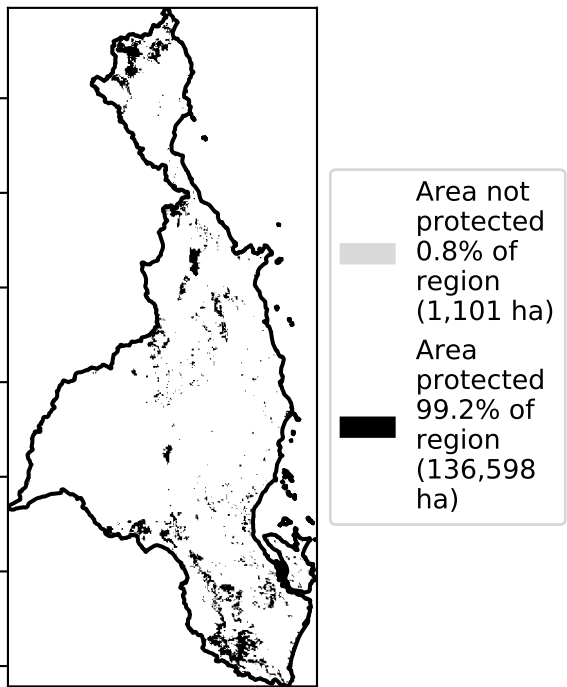 Area not
protected
0.8% of
region
(1,101 ha)
Area
protected
99.2% of
region
(136,598
ha)